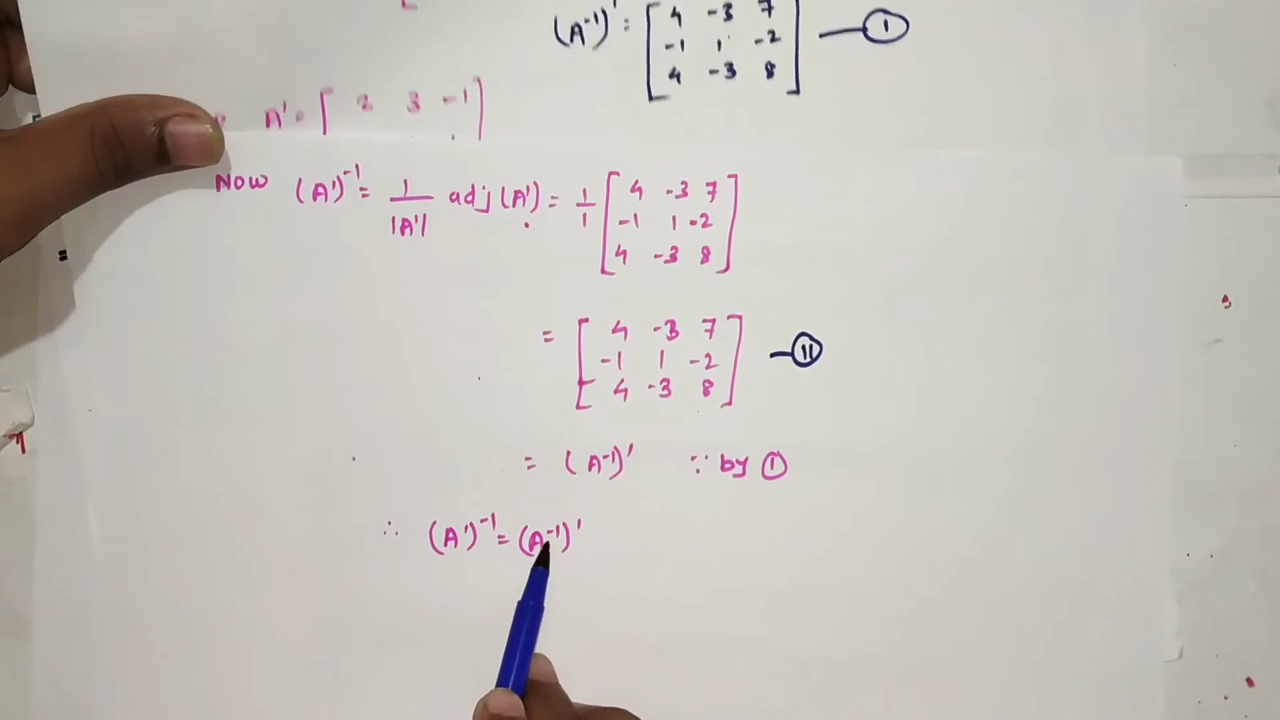 (A⁻¹)' = [ 4 -3 7
-1 1 -2 — ①
4 -3 8 ]
A' = [ 2 3 -1 ]
Now (A')⁻¹ = 1/|A'| adj (A') = 1/1 [ 4 -3 7
-1 1 -2
4 -3 8 ]
= [ 4 -3 7
-1 1 -2 — ⑪
4 -3 8 ]
= (A⁻¹)' ∵ by ①
∴ (A')⁻¹ = (A⁻¹)'